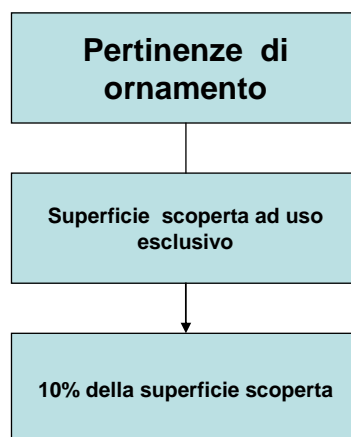 Pertinenze di
ornamento
Superficie scoperta ad uso
esclusivo
10% della superficie scoperta